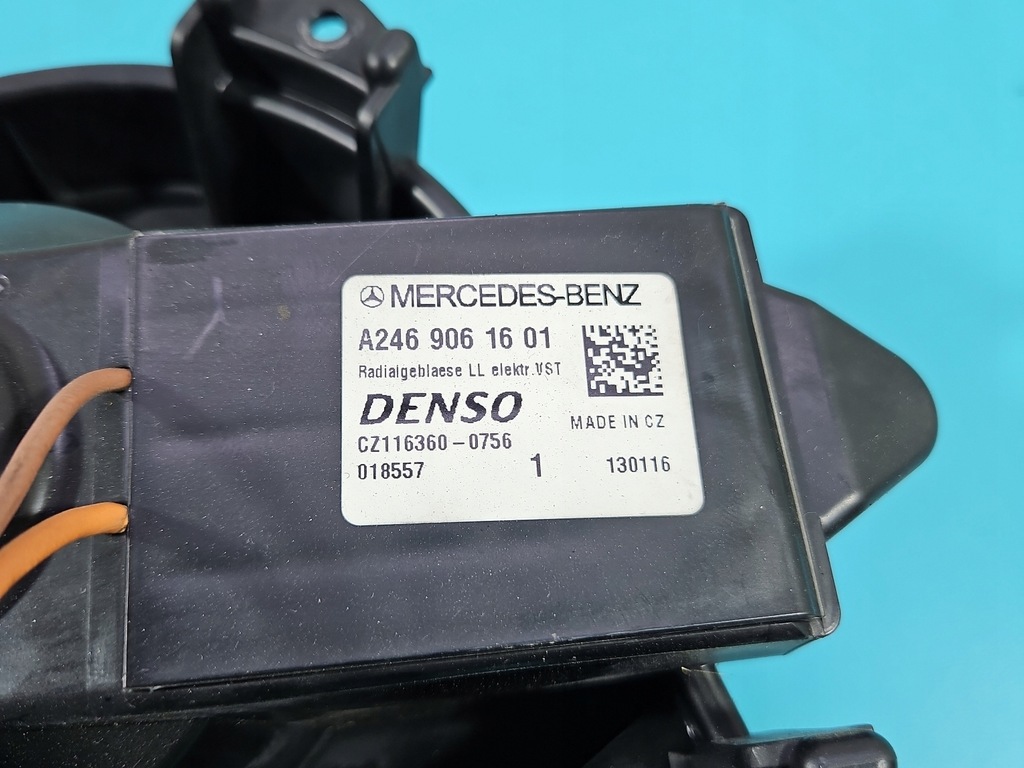 MERCEDES-BENZ
A246 906 16 01
Radialgeblaese LL elektr.VST
DENSO
MADE IN CZ
CZ116360-0756
018557 1 130116